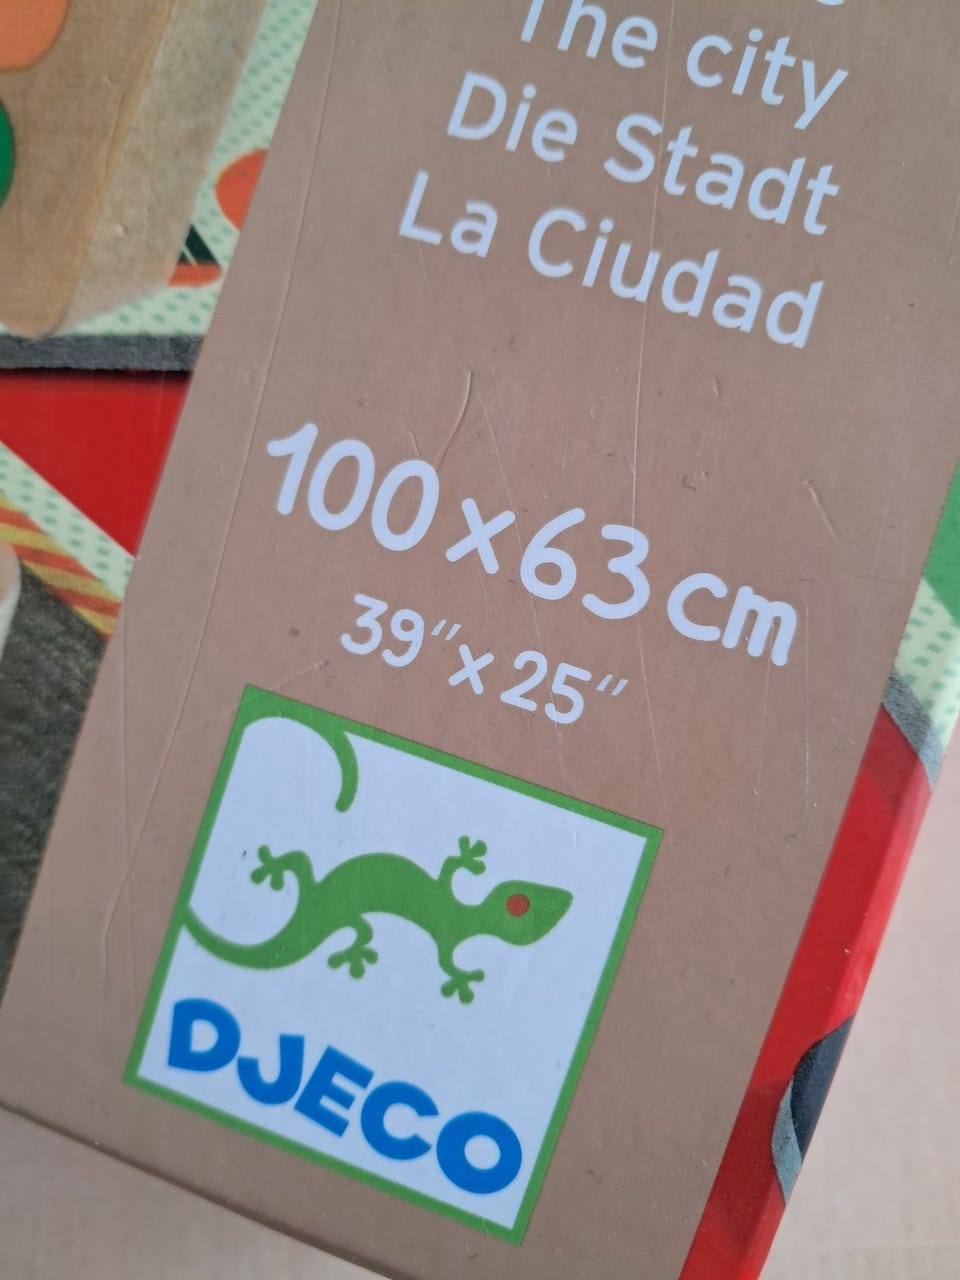 The city
Die Stadt
La Ciudad
100 x 63 cm
39" x 25"
DJECO